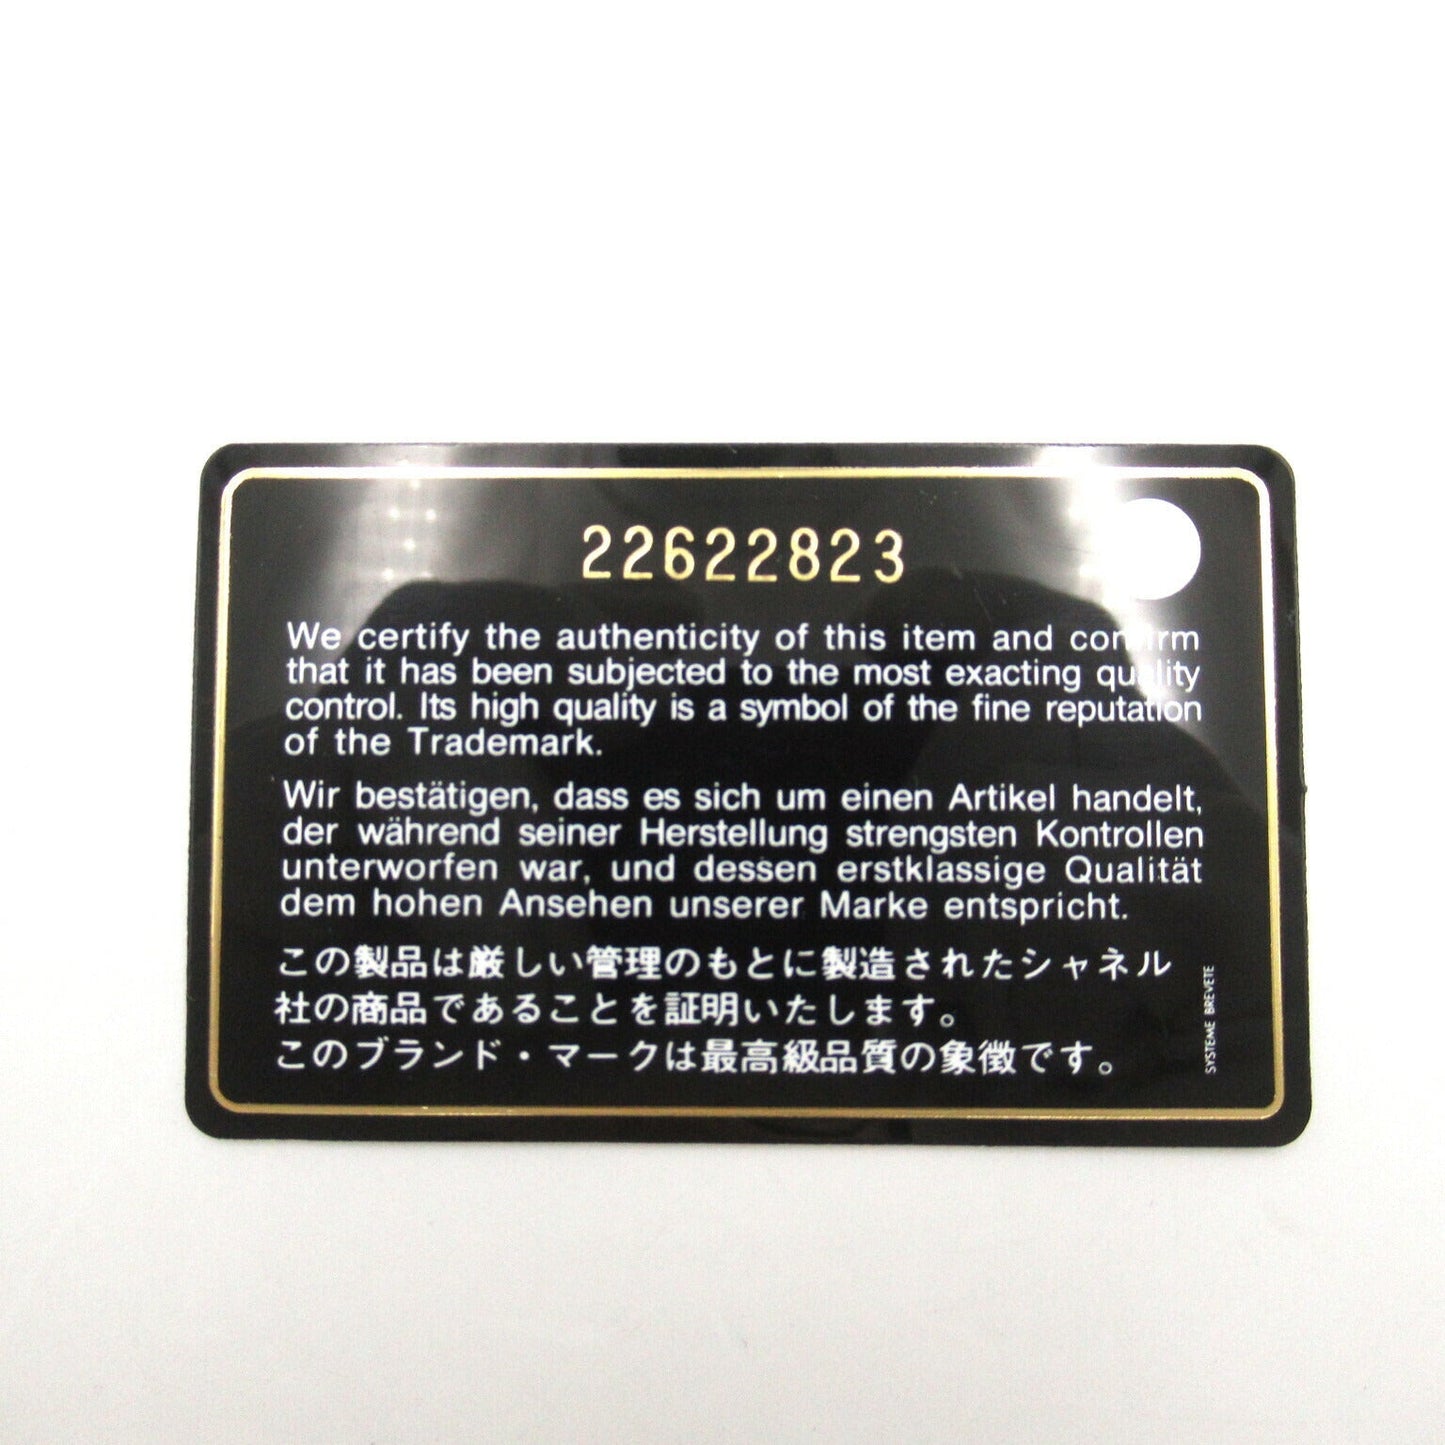 22622823
We certify the authenticity of this item and confirm
that it has been subjected to the most exacting quality
control. Its high quality is a symbol of the fine reputation
of the Trademark.
Wir bestätigen, dass es sich um einen Artikel handelt,
der während seiner Herstellung strengsten Kontrollen
unterworfen war, und dessen erstklassige Qualität
dem hohen Ansehen unserer Marke entspricht.
この製品は厳しい管理のもとに製造されたシャネル
社の商品であることを証明いたします。
このブランド・マークは最高級品質の象徴です。
SYSTEME BREVETE